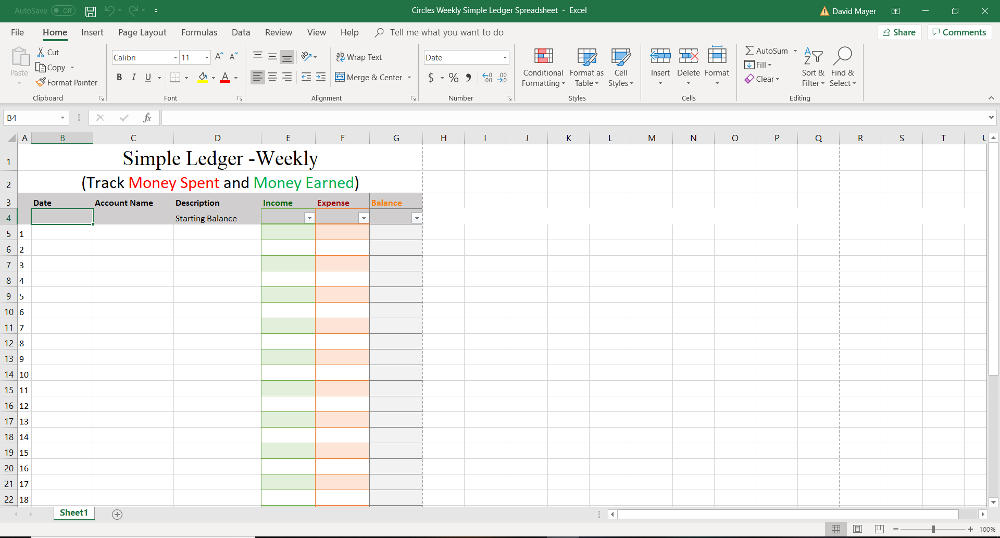 AutoSave Off
Circles Weekly Simple Ledger Spreadsheet - Excel
David Mayer
File Home Insert Page Layout Formulas Data Review View Help Tell me what you want to do
Share Comments
Paste
Cut
Copy
Format Painter
Clipboard
Calibri 11
B I U A
Font
ab Wrap Text
Merge & Center
Alignment
Date
$ % 9
Number
Conditional Formatting
Format as Table
Cell Styles
Styles
Insert Delete Format
Cells
AutoSum
Fill
Clear
Sort & Filter
Find & Select
Editing
B4 fx
A B C D E F G H I J K L M N O P Q R S T U
1 Simple Ledger -Weekly
2 (Track Money Spent and Money Earned)
3 Date Account Name Description Income Expense Balance
4 Starting Balance
5 1
6 2
7 3
8 4
9 5
10 6
11 7
12 8
13 9
14 10
15 11
16 12
17 13
18 14
19 15
20 16
21 17
22 18
Sheet1
100%